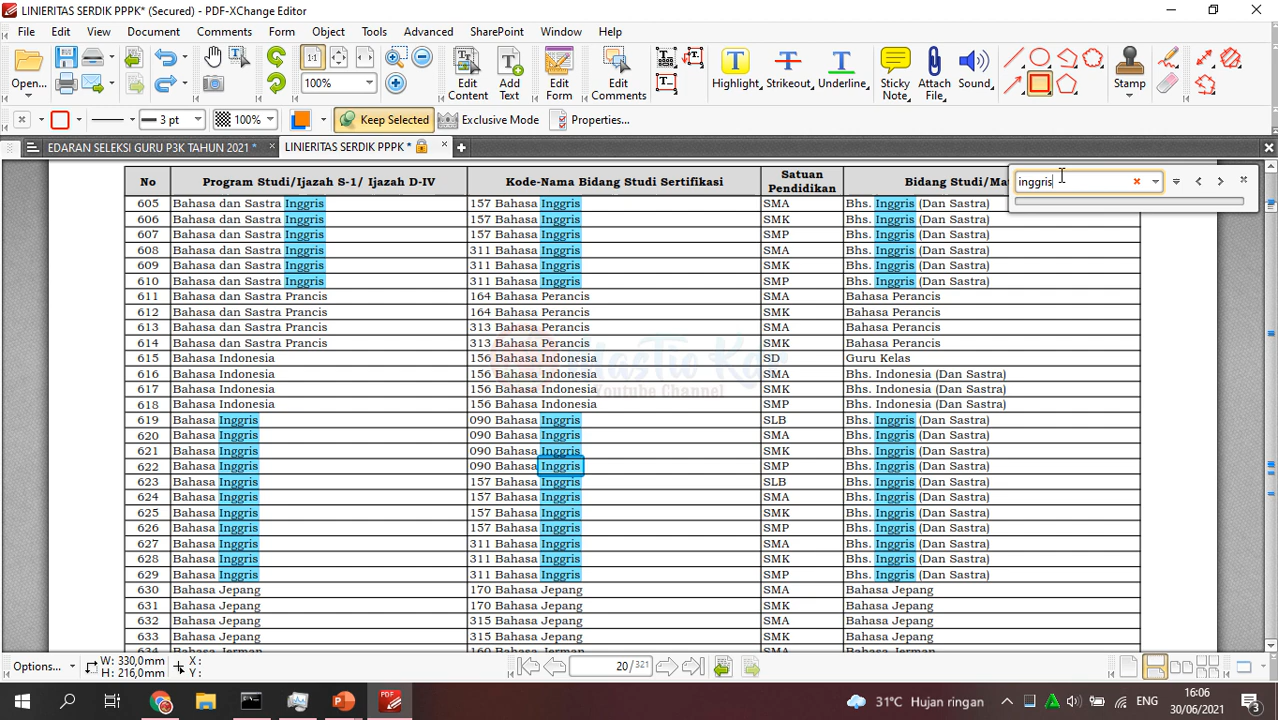 LINIERITAS SERDIK PPPK* (Secured) - PDF-XChange Editor
File Edit View Document Comments Form Object Tools Advanced SharePoint Window Help
Open... 1:1 100% Edit Content Add Text Edit Form Edit Comments Highlight Strikeout Underline Sticky Note Attach File Sound Stamp
3 pt 100% Keep Selected Exclusive Mode Properties...
EDARAN SELEKSI GURU P3K TAHUN 2021 * LINIERITAS SERDIK PPPK *
inggris
No Program Studi/Ijazah S-1/ Ijazah D-IV Kode-Nama Bidang Studi Sertifikasi Satuan Pendidikan Bidang Studi/Ma
605 Bahasa dan Sastra Inggris 157 Bahasa Inggris SMA Bhs. Inggris (Dan Sastra)
606 Bahasa dan Sastra Inggris 157 Bahasa Inggris SMK Bhs. Inggris (Dan Sastra)
607 Bahasa dan Sastra Inggris 157 Bahasa Inggris SMP Bhs. Inggris (Dan Sastra)
608 Bahasa dan Sastra Inggris 311 Bahasa Inggris SMA Bhs. Inggris (Dan Sastra)
609 Bahasa dan Sastra Inggris 311 Bahasa Inggris SMK Bhs. Inggris (Dan Sastra)
610 Bahasa dan Sastra Inggris 311 Bahasa Inggris SMP Bhs. Inggris (Dan Sastra)
611 Bahasa dan Sastra Prancis 164 Bahasa Perancis SMA Bahasa Perancis
612 Bahasa dan Sastra Prancis 164 Bahasa Perancis SMK Bahasa Perancis
613 Bahasa dan Sastra Prancis 313 Bahasa Perancis SMA Bahasa Perancis
614 Bahasa dan Sastra Prancis 313 Bahasa Perancis SMK Bahasa Perancis
615 Bahasa Indonesia 156 Bahasa Indonesia SD Guru Kelas
616 Bahasa Indonesia 156 Bahasa Indonesia SMA Bhs. Indonesia (Dan Sastra)
617 Bahasa Indonesia 156 Bahasa Indonesia SMK Bhs. Indonesia (Dan Sastra)
Youtube Channel
618 Bahasa Indonesia 156 Bahasa Indonesia SMP Bhs. Indonesia (Dan Sastra)
619 Bahasa Inggris 090 Bahasa Inggris SLB Bhs. Inggris (Dan Sastra)
620 Bahasa Inggris 090 Bahasa Inggris SMA Bhs. Inggris (Dan Sastra)
621 Bahasa Inggris 090 Bahasa Inggris SMK Bhs. Inggris (Dan Sastra)
622 Bahasa Inggris 090 Bahasa Inggris SMP Bhs. Inggris (Dan Sastra)
623 Bahasa Inggris 157 Bahasa Inggris SLB Bhs. Inggris (Dan Sastra)
624 Bahasa Inggris 157 Bahasa Inggris SMA Bhs. Inggris (Dan Sastra)
625 Bahasa Inggris 157 Bahasa Inggris SMK Bhs. Inggris (Dan Sastra)
626 Bahasa Inggris 157 Bahasa Inggris SMP Bhs. Inggris (Dan Sastra)
627 Bahasa Inggris 311 Bahasa Inggris SMA Bhs. Inggris (Dan Sastra)
628 Bahasa Inggris 311 Bahasa Inggris SMK Bhs. Inggris (Dan Sastra)
629 Bahasa Inggris 311 Bahasa Inggris SMP Bhs. Inggris (Dan Sastra)
630 Bahasa Jepang 170 Bahasa Jepang SMA Bahasa Jepang
631 Bahasa Jepang 170 Bahasa Jepang SMK Bahasa Jepang
632 Bahasa Jepang 315 Bahasa Jepang SMA Bahasa Jepang
633 Bahasa Jepang 315 Bahasa Jepang SMK Bahasa Jepang
634 Bahasa Jerman 160 Bahasa Jerman SMA Bahasa Jerman
Options... W: 330,0mm H: 216,0mm X: Y: 20 / 321
PDF 31°C Hujan ringan ENG 16:06 30/06/2021 3